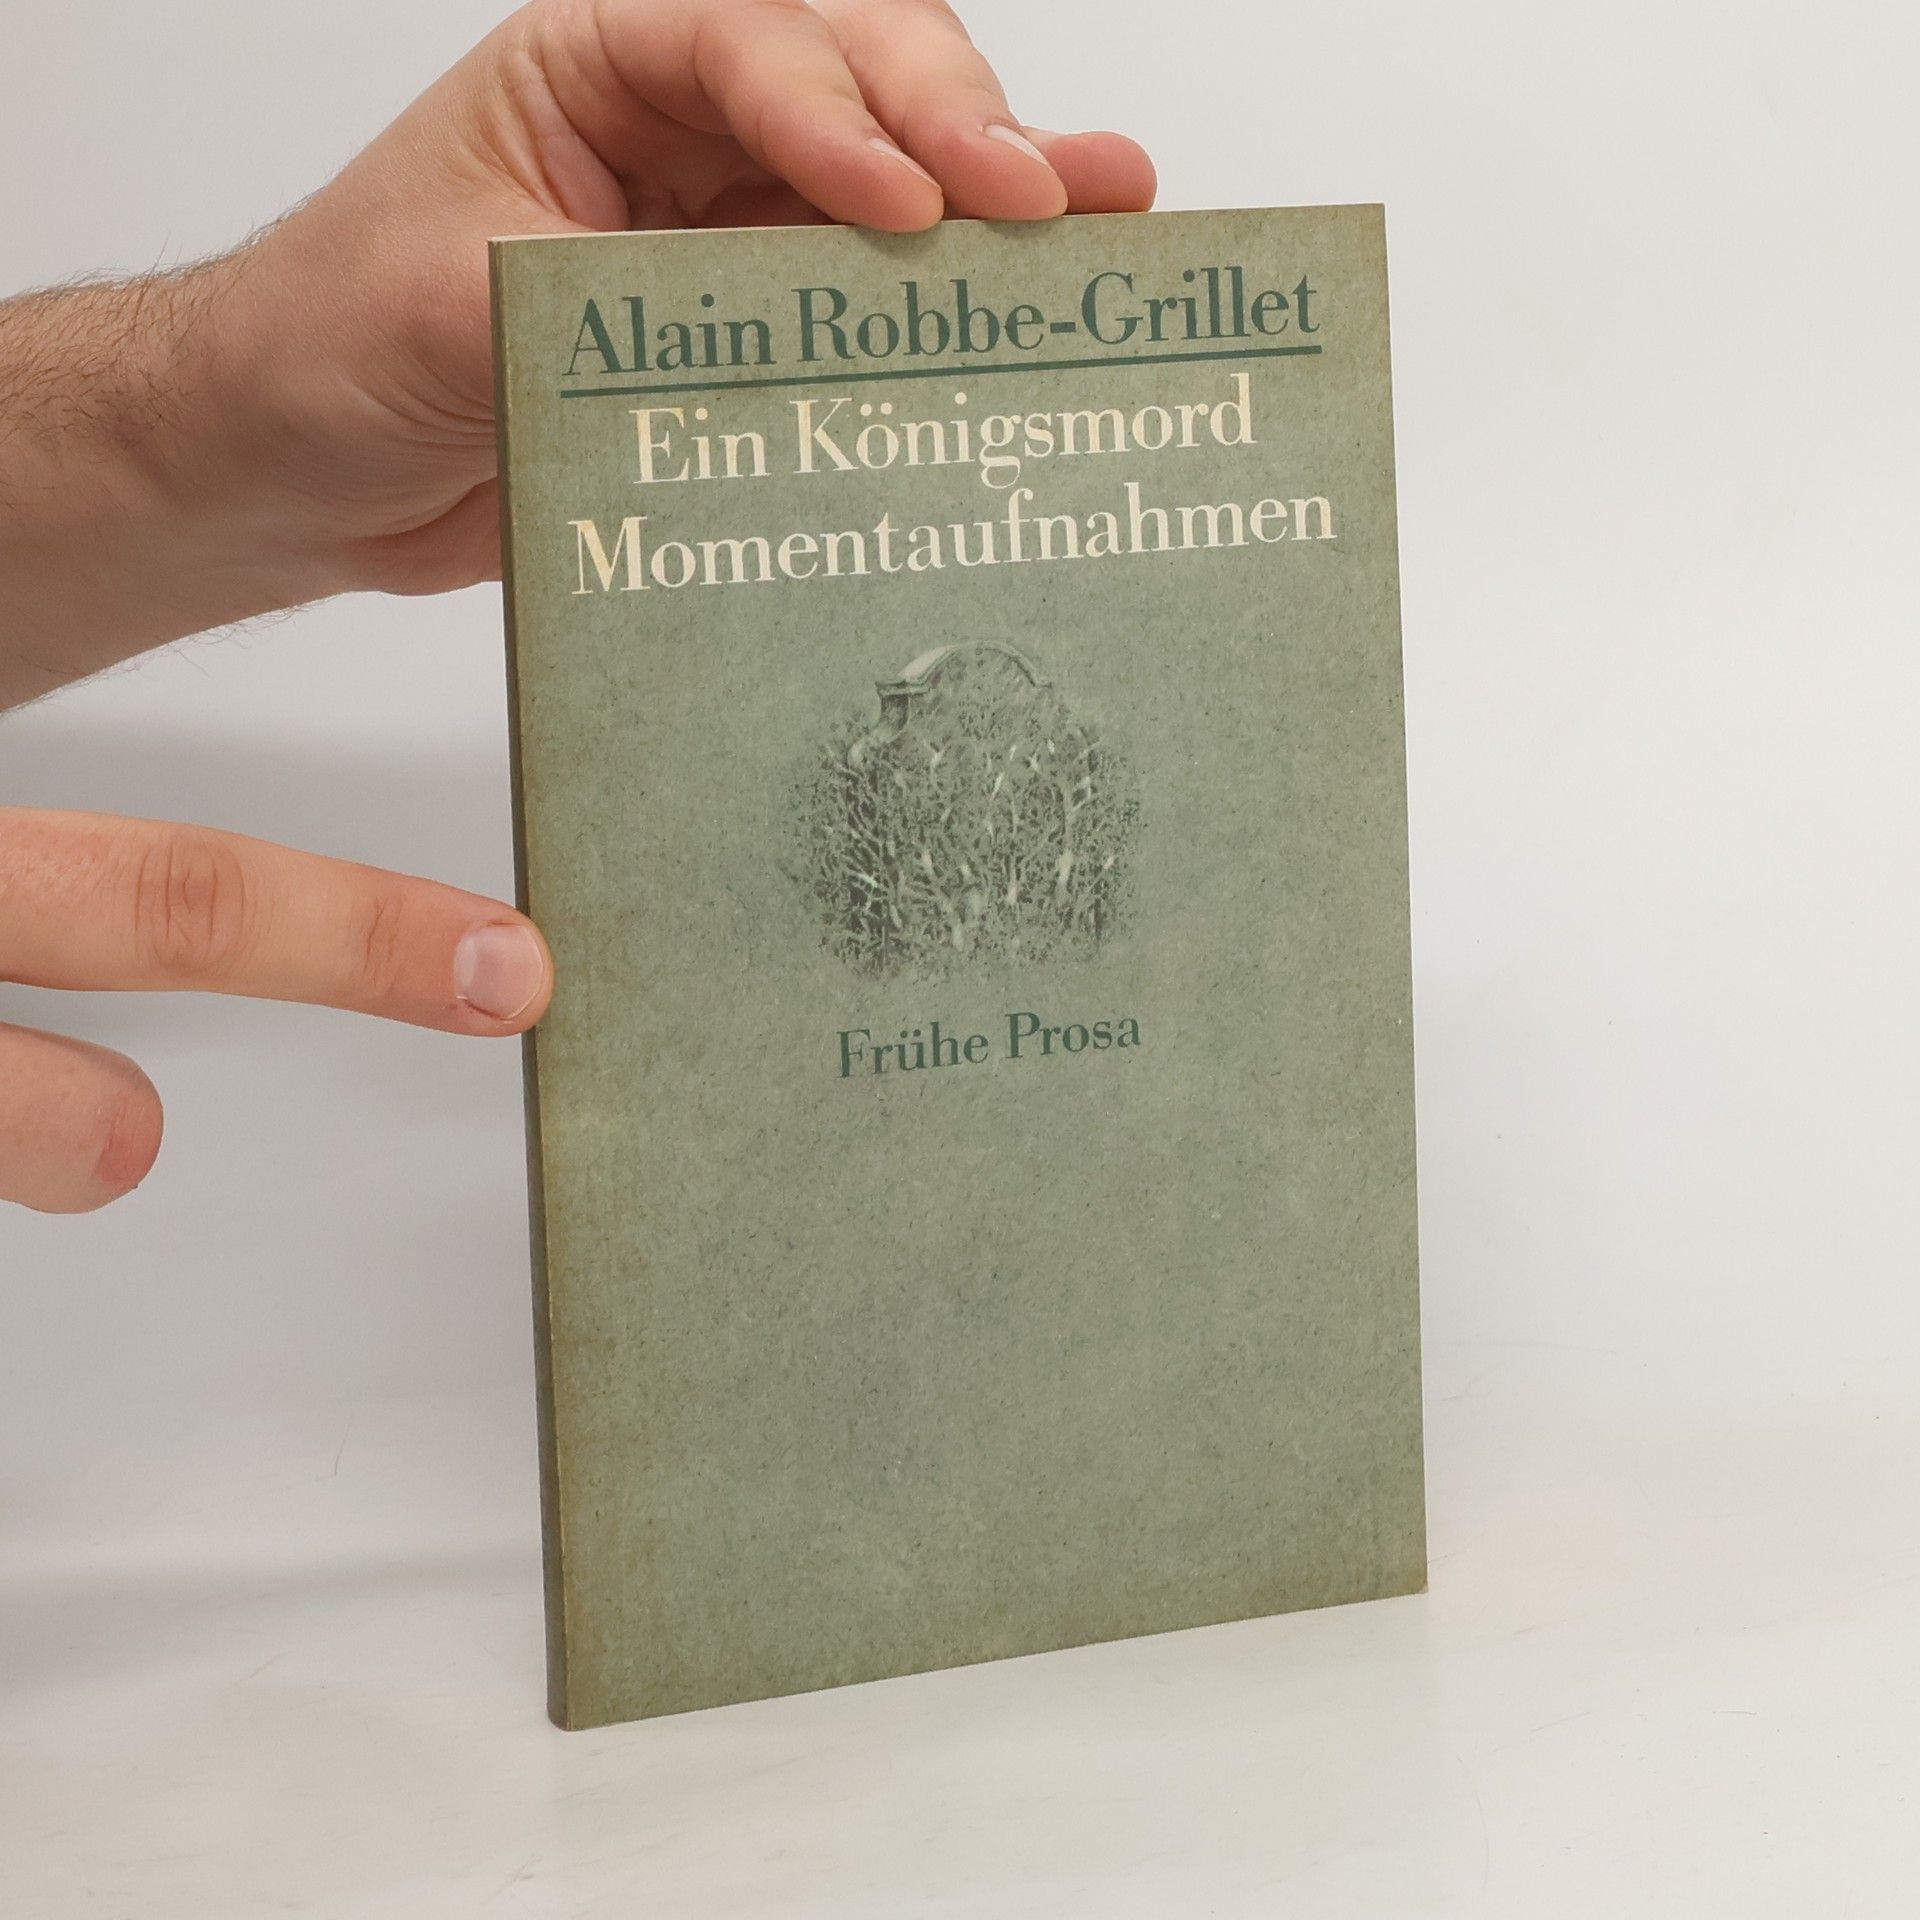 Alain Robbe-Grillet
Ein Königsmord
Momentaufnahmen
Frühe Prosa